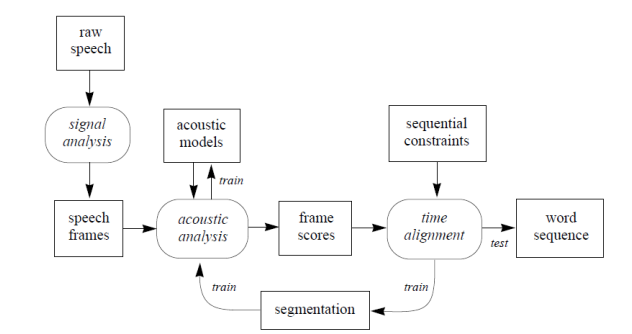 raw
speech
signal
analysis
acoustic
models
sequential
constraints
train
speech
frames
acoustic
analysis
frame
scores
time
alignment
test
word
sequence
train
segmentation
train